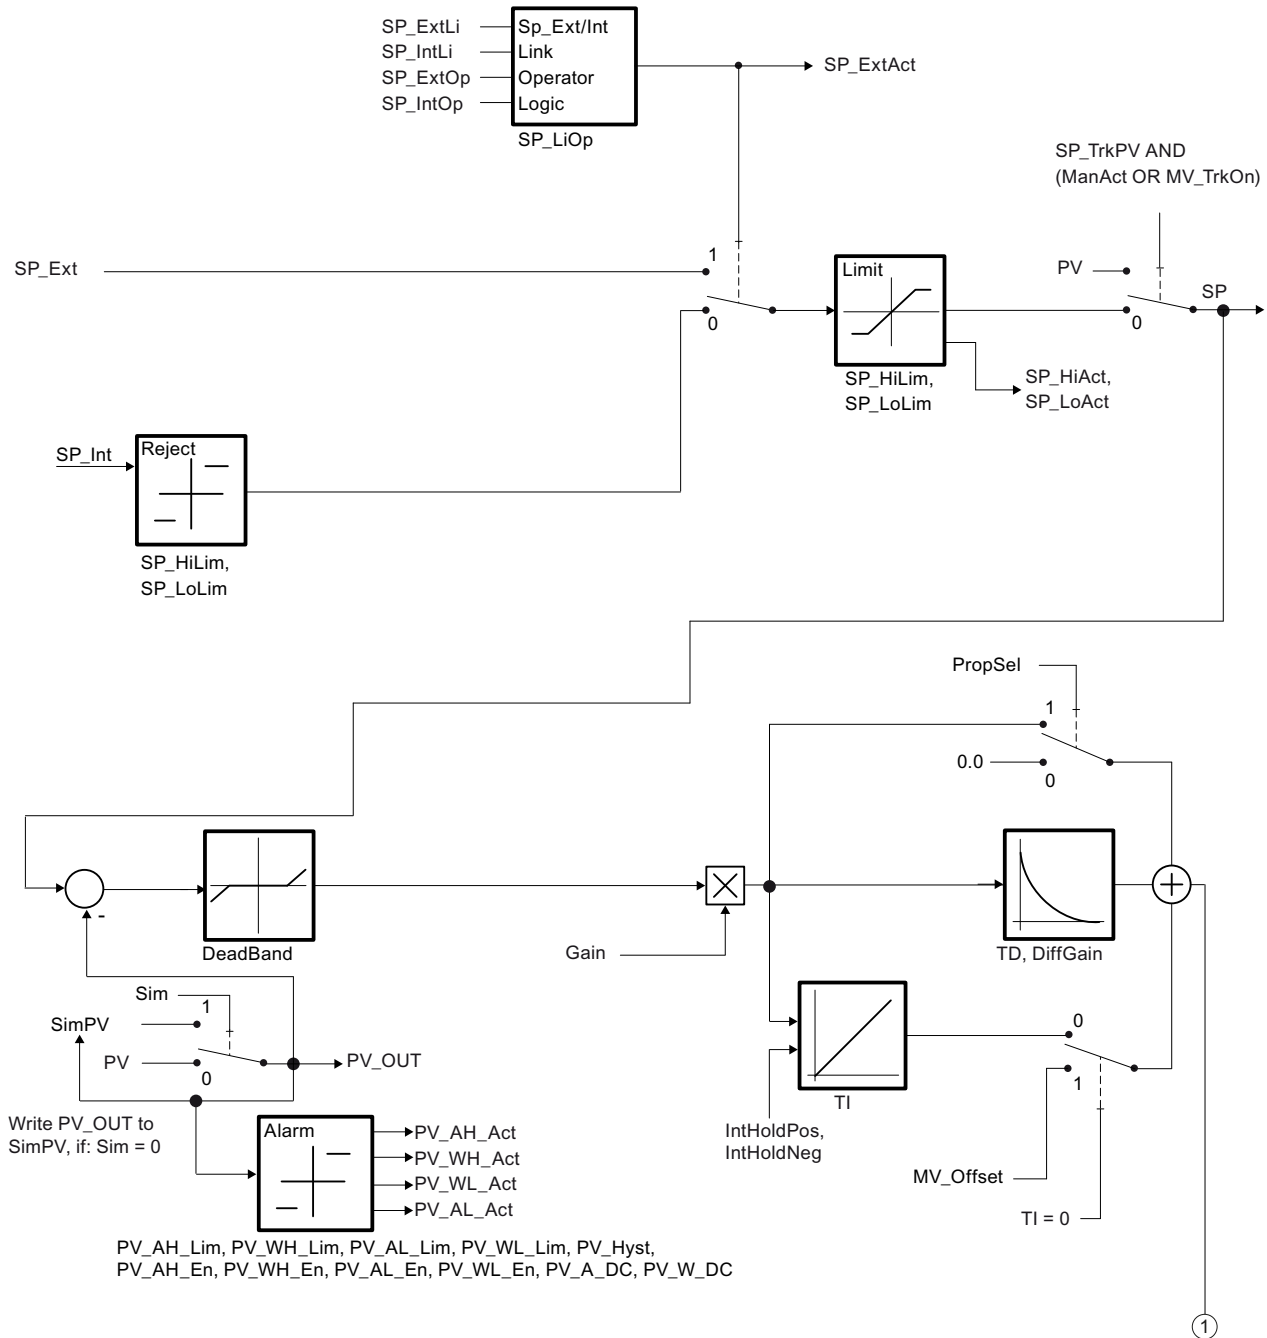 SP_ExtLi
SP_IntLi
SP_ExtOp
SP_IntOp
Sp_Ext/Int
Link
Operator
Logic
SP_LiOp
SP_ExtAct
SP_TrkPV AND
(ManAct OR MV_TrkOn)
SP_Ext
1
0
Limit
SP_HiLim,
SP_LoLim
PV
0
SP
SP_HiAct,
SP_LoAct
SP_Int
Reject
SP_HiLim,
SP_LoLim
PropSel
1
0.0
0
-
DeadBand
Gain
TD, DiffGain
+
Sim
1
SimPV
PV
0
PV_OUT
Write PV_OUT to
SimPV, if: Sim = 0
TI
IntHoldPos,
IntHoldNeg
0
1
MV_Offset
TI = 0
Alarm
PV_AH_Act
PV_WH_Act
PV_WL_Act
PV_AL_Act
PV_AH_Lim, PV_WH_Lim, PV_AL_Lim, PV_WL_Lim, PV_Hyst,
PV_AH_En, PV_WH_En, PV_AL_En, PV_WL_En, PV_A_DC, PV_W_DC
1